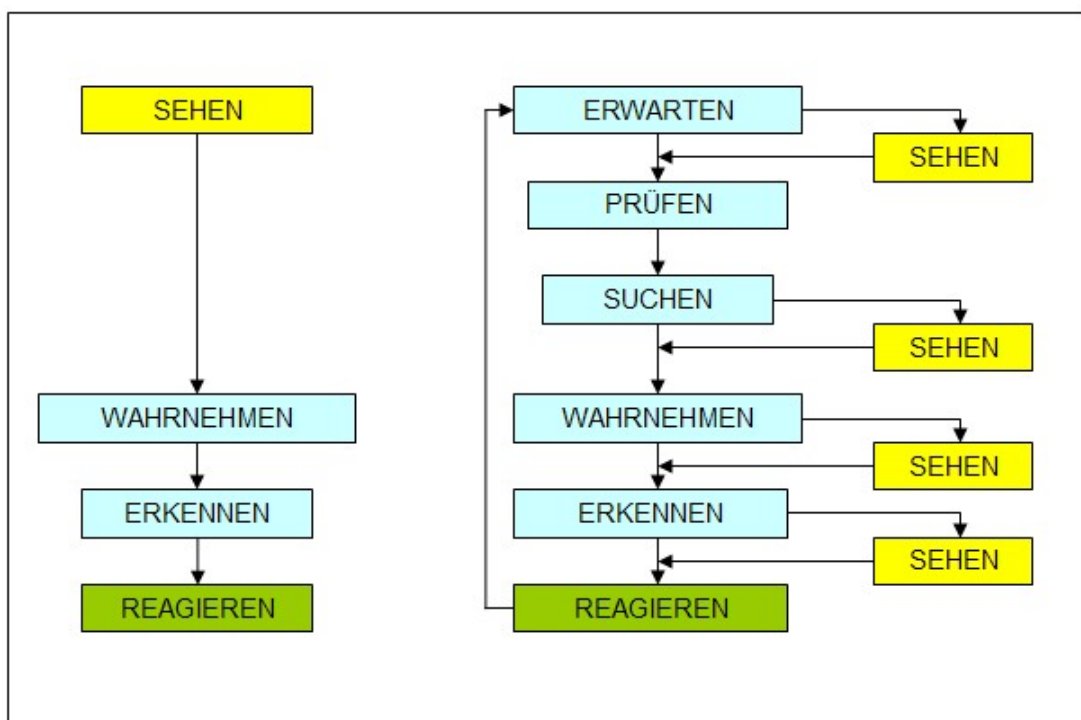 SEHEN
WAHRNEHMEN
ERKENNEN
REAGIEREN
ERWARTEN
SEHEN
PRÜFEN
SUCHEN
SEHEN
WAHRNEHMEN
SEHEN
ERKENNEN
SEHEN
REAGIEREN